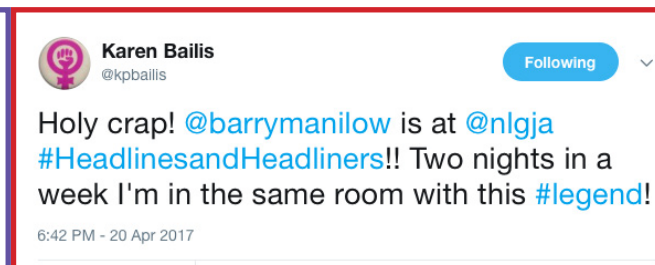 Karen Bailis
@kpbailis
Following
Holy crap! @barrymanilow is at @nlgja
#HeadlinesandHeadliners!! Two nights in a
week I'm in the same room with this #legend!
6:42 PM - 20 Apr 2017